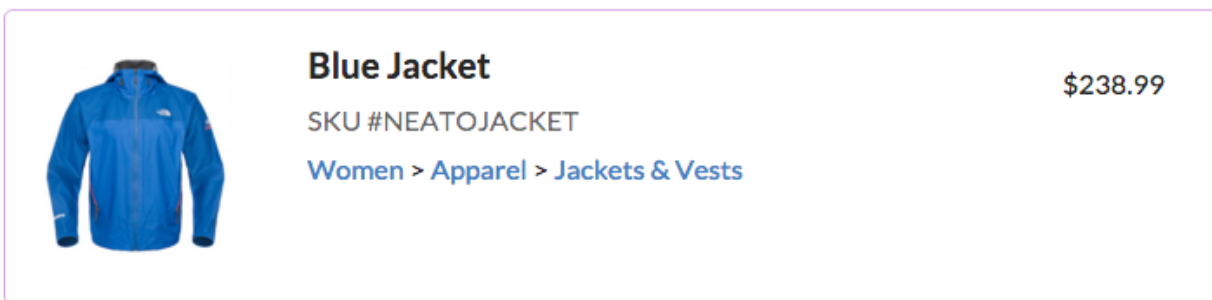 Blue Jacket
$238.99
SKU #NEATOJACKET
Women > Apparel > Jackets & Vests